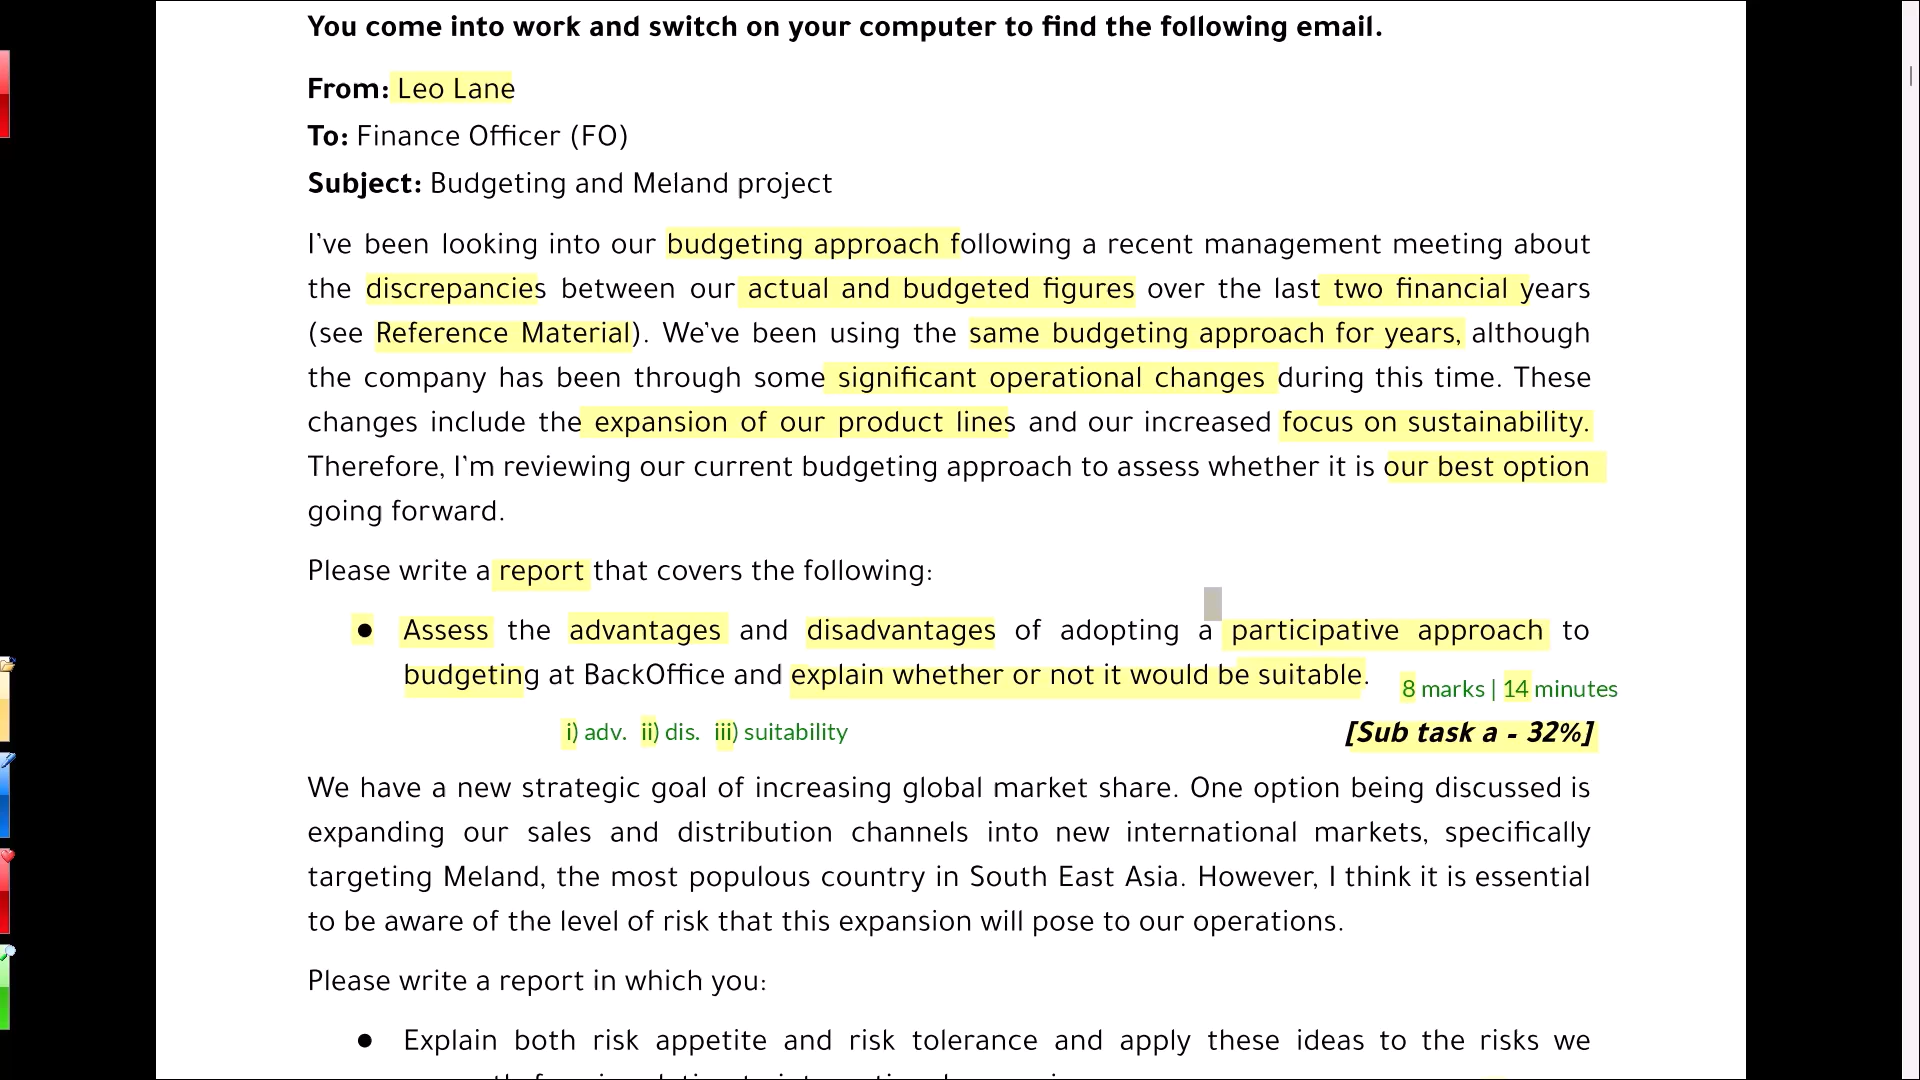 You come into work and switch on your computer to find the following email.
From: Leo Lane
To: Finance Officer (FO)
Subject: Budgeting and Meland project
I've been looking into our budgeting approach following a recent management meeting about
the discrepancies between our actual and budgeted figures over the last two financial years
(see Reference Material). We've been using the same budgeting approach for years, although
the company has been through some significant operational changes during this time. These
changes include the expansion of our product lines and our increased focus on sustainability.
Therefore, I'm reviewing our current budgeting approach to assess whether it is our best option
going forward.
Please write a report that covers the following:
● Assess the advantages and disadvantages of adopting a participative approach to
budgeting at BackOffice and explain whether or not it would be suitable.
8 marks | 14 minutes
i) adv. ii) dis. iii) suitability
[Sub task a - 32%]
We have a new strategic goal of increasing global market share. One option being discussed is
expanding our sales and distribution channels into new international markets, specifically
targeting Meland, the most populous country in South East Asia. However, I think it is essential
to be aware of the level of risk that this expansion will pose to our operations.
Please write a report in which you:
● Explain both risk appetite and risk tolerance and apply these ideas to the risks we